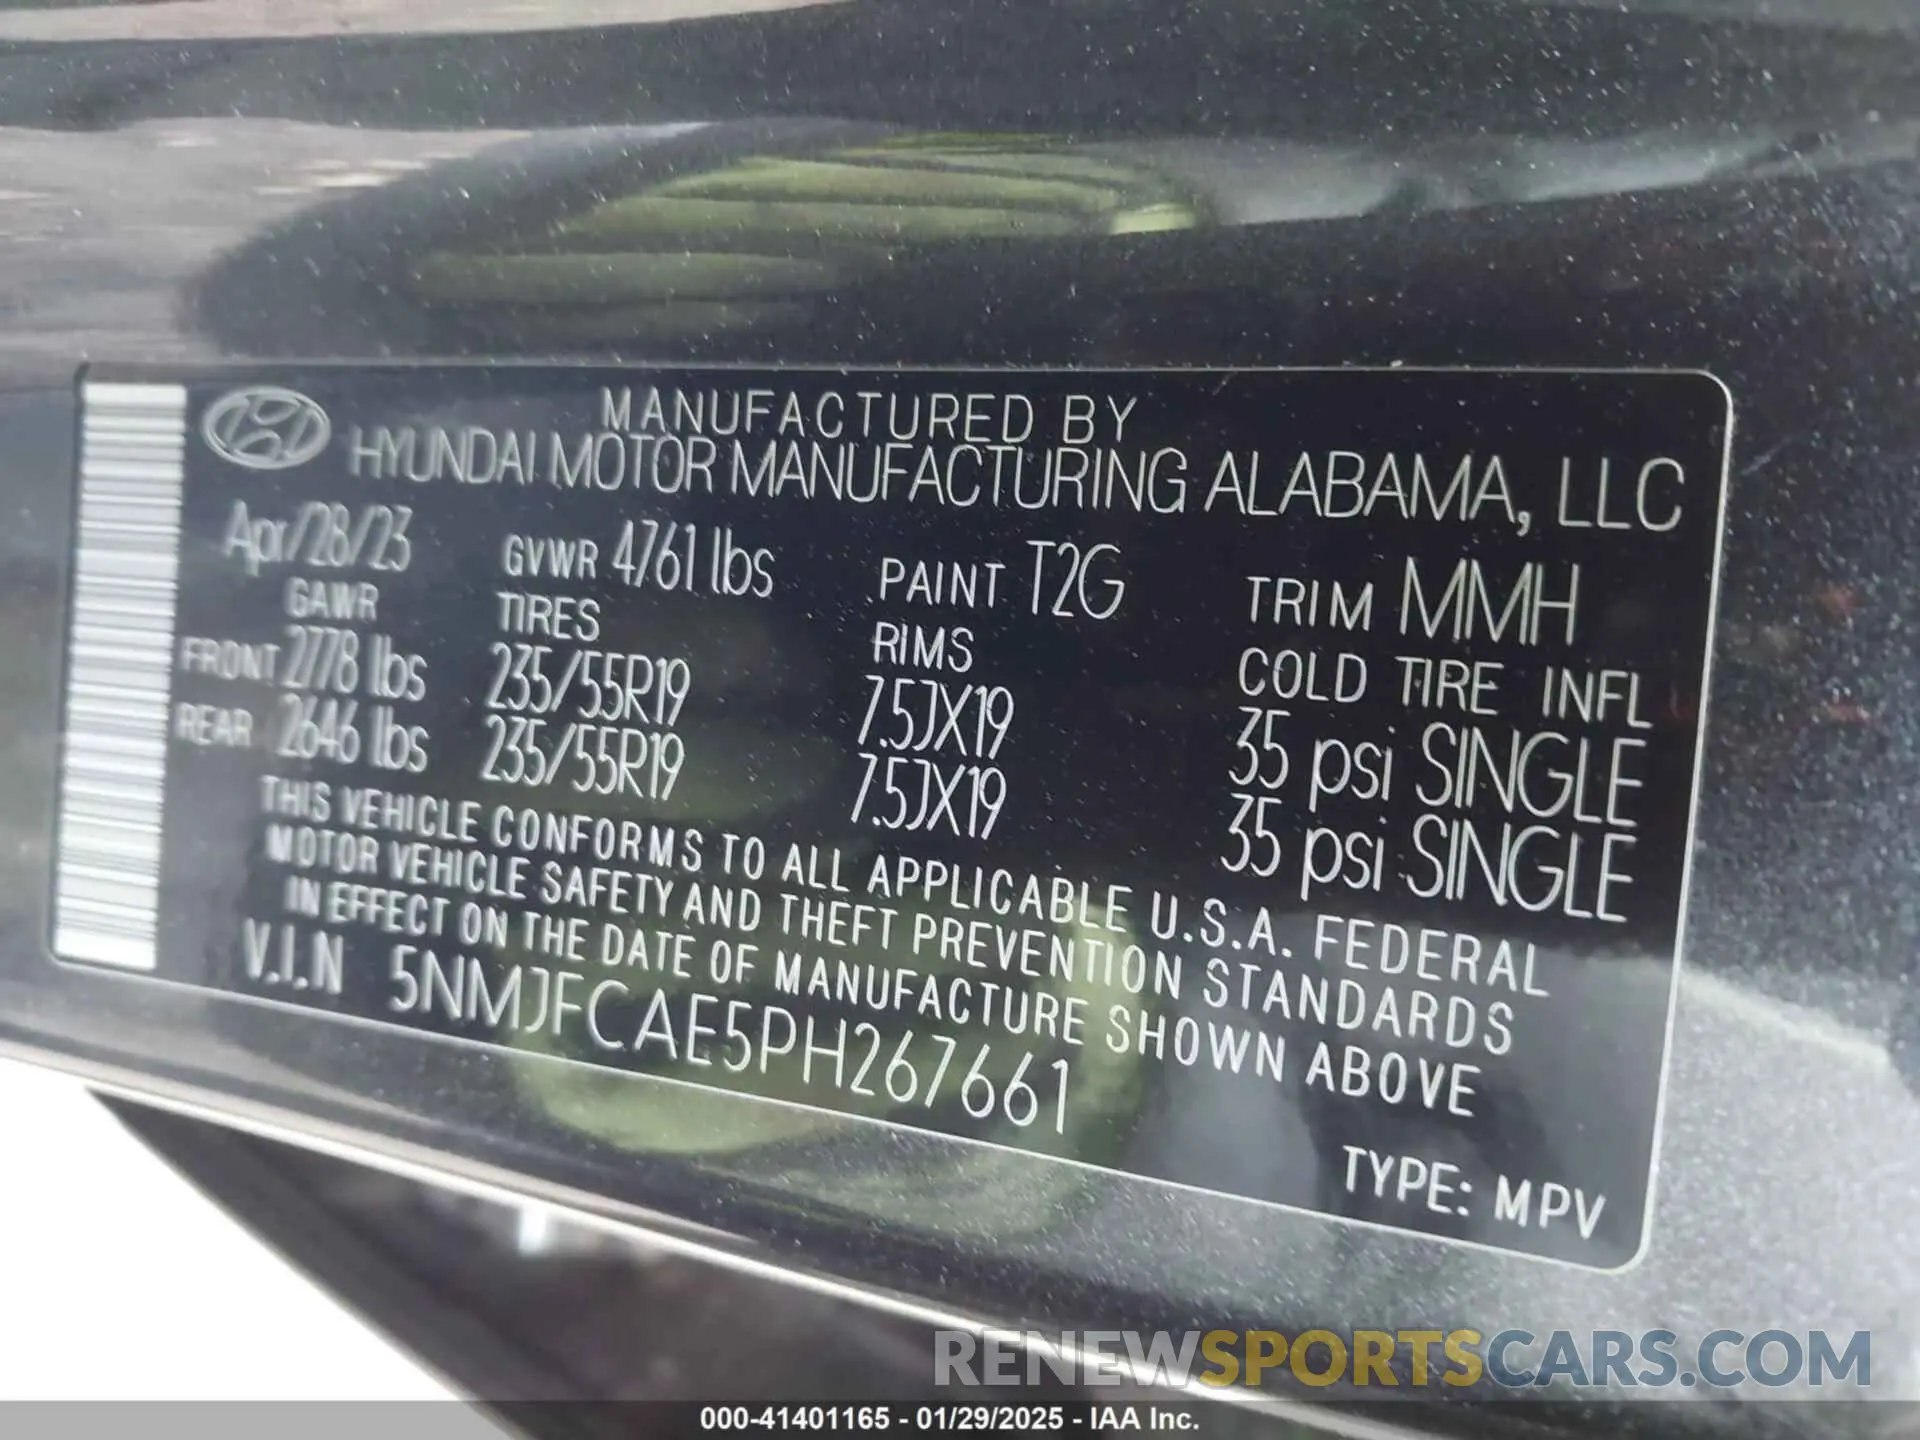 MANUFACTURED BY
HYUNDAI MOTOR MANUFACTURING ALABAMA, LLC
Apr/28/23 GVWR 4761 lbs PAINT T2G TRIM MMH
GAWR TIRES RIMS COLD TIRE INFL
FRONT 2778 lbs 235/55R19 7.5JX19 35 psi SINGLE
REAR 2646 lbs 235/55R19 7.5JX19 35 psi SINGLE
THIS VEHICLE CONFORMS TO ALL APPLICABLE U.S.A. FEDERAL
MOTOR VEHICLE SAFETY AND THEFT PREVENTION STANDARDS
IN EFFECT ON THE DATE OF MANUFACTURE SHOWN ABOVE
V.I.N 5NMJFCAE5PH267661
TYPE: MPV
RENEWSPORTSCARS.COM
000-41401165 - 01/29/2025 - IAA Inc.